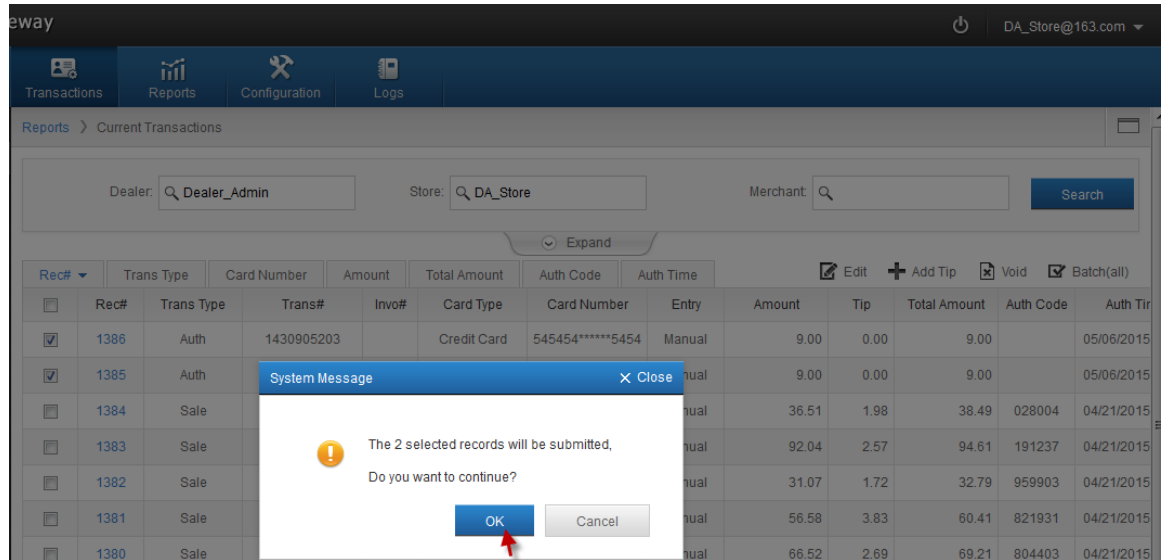 eway DA_Store@163.com
Transactions Reports Configuration Logs
Reports > Current Transactions
Dealer: Dealer_Admin Store: DA_Store Merchant: Search
Expand
Rec# Trans Type Card Number Amount Total Amount Auth Code Auth Time Edit Add Tip Void Batch(all)
Rec# Trans Type Trans# Invo# Card Type Card Number Entry Amount Tip Total Amount Auth Code Auth Tir
1386 Auth 1430905203 Credit Card 545454******5454 Manual 9.00 0.00 9.00 05/06/2015
1385 Auth nual 9.00 0.00 9.00 05/06/2015
System Message X Close
1384 Sale nual 36.51 1.98 38.49 028004 04/21/2015
The 2 selected records will be submitted,
1383 Sale nual 92.04 2.57 94.61 191237 04/21/2015
Do you want to continue?
1382 Sale nual 31.07 1.72 32.79 959903 04/21/2015
OK Cancel
1381 Sale nual 56.58 3.83 60.41 821931 04/21/2015
1380 Sale nual 66.52 2.69 69.21 804403 04/21/2015